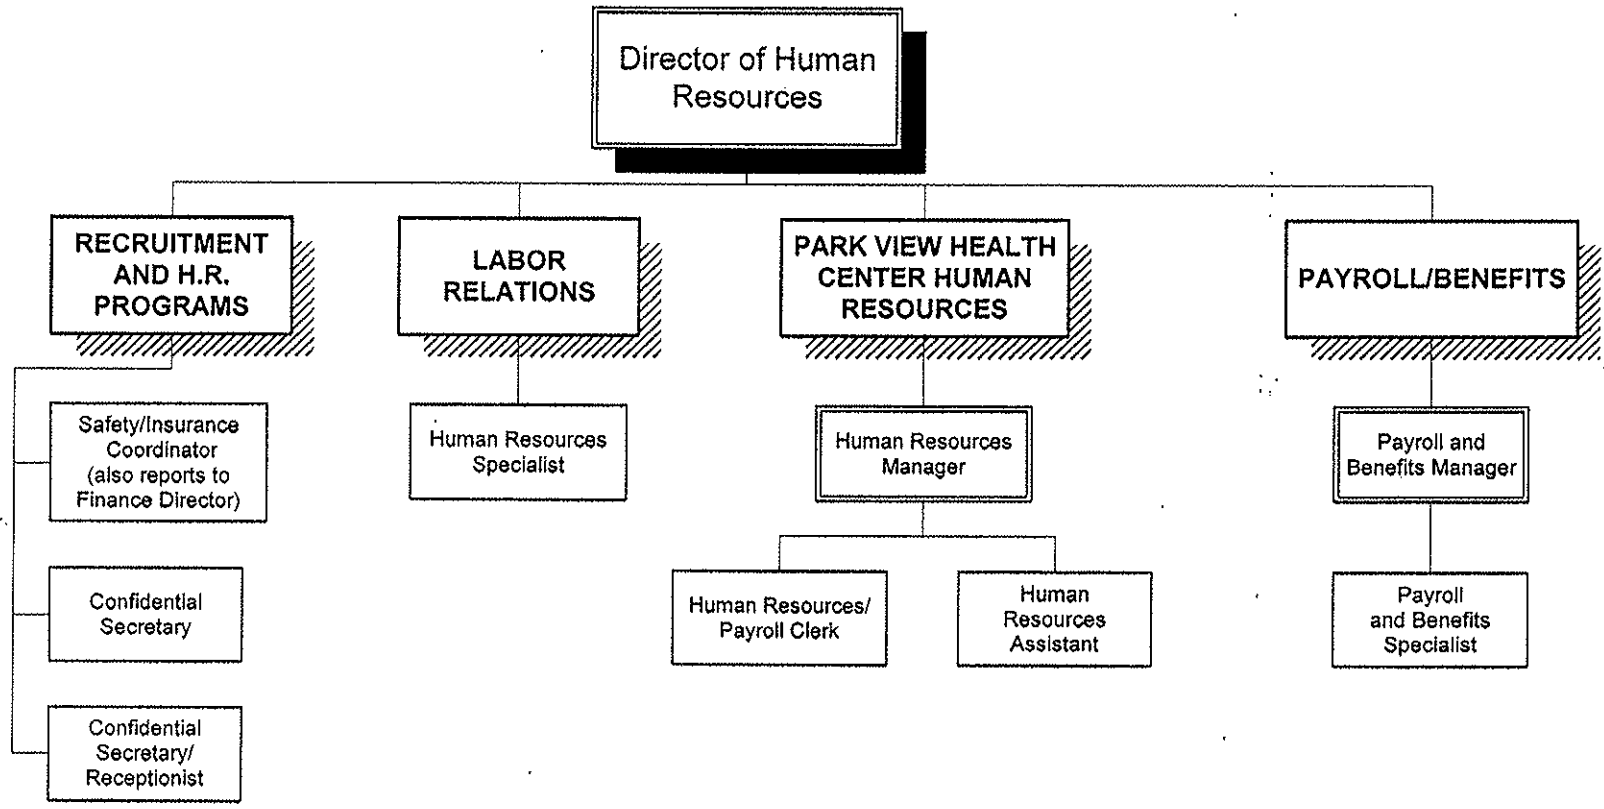 Director of Human
Resources
RECRUITMENT
AND H.R.
PROGRAMS
LABOR
RELATIONS
PARK VIEW HEALTH
CENTER HUMAN
RESOURCES
PAYROLL/BENEFITS
Safety/Insurance
Coordinator
(also reports to
Finance Director)
Confidential
Secretary
Confidential
Secretary/
Receptionist
Human Resources
Specialist
Human Resources
Manager
Human Resources/
Payroll Clerk
Human
Resources
Assistant
Payroll and
Benefits Manager
Payroll
and Benefits
Specialist